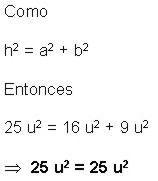 Como
h² = a² + b²
Entonces
25 u² = 16 u² + 9 u²
⇒ 25 u² = 25 u²